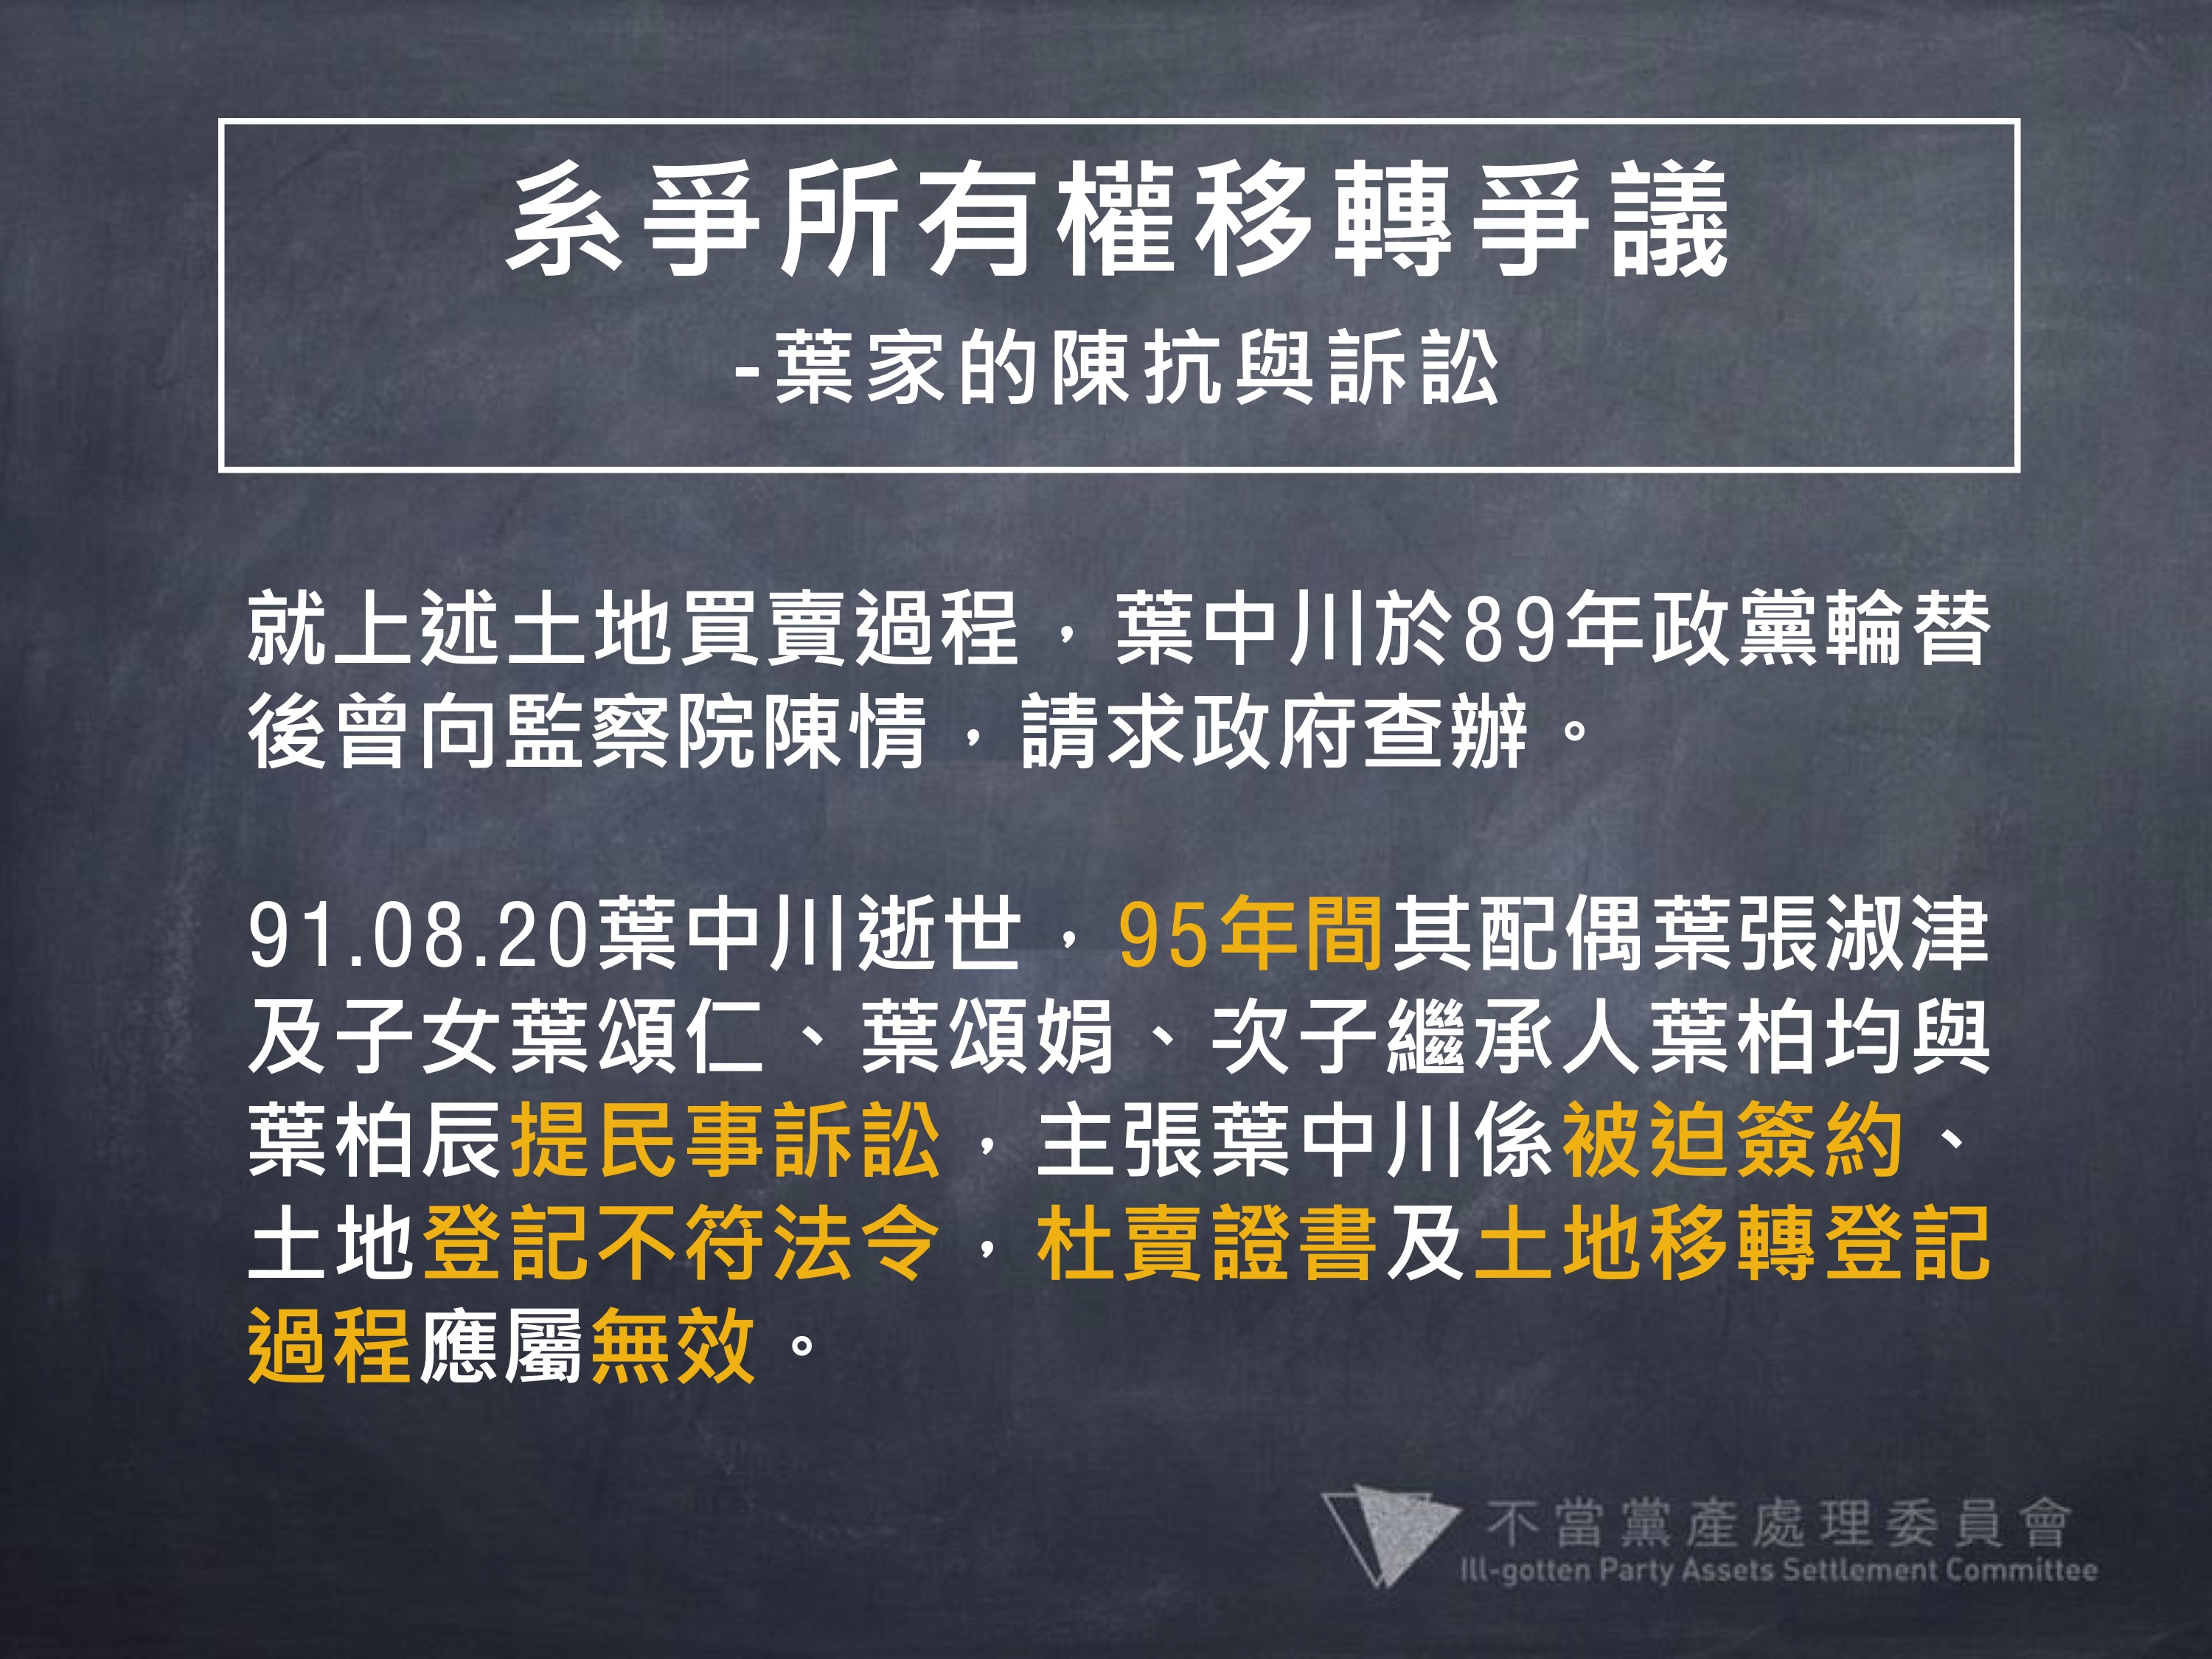 系爭所有權移轉爭議
-葉家的陳抗與訴訟
就上述土地買賣過程，葉中川於89年政黨輪替
後曾向監察院陳情，請求政府查辦。
91.08.20葉中川逝世，95年間其配偶葉張淑津
及子女葉頌仁、葉頌娟、次子繼承人葉柏均與
葉柏辰提民事訴訟，主張葉中川係被迫簽約、
土地登記不符法令，杜賣證書及土地移轉登記
過程應屬無效。
不當黨產處理委員會
Ill-gotten Party Assets Settlement Committee